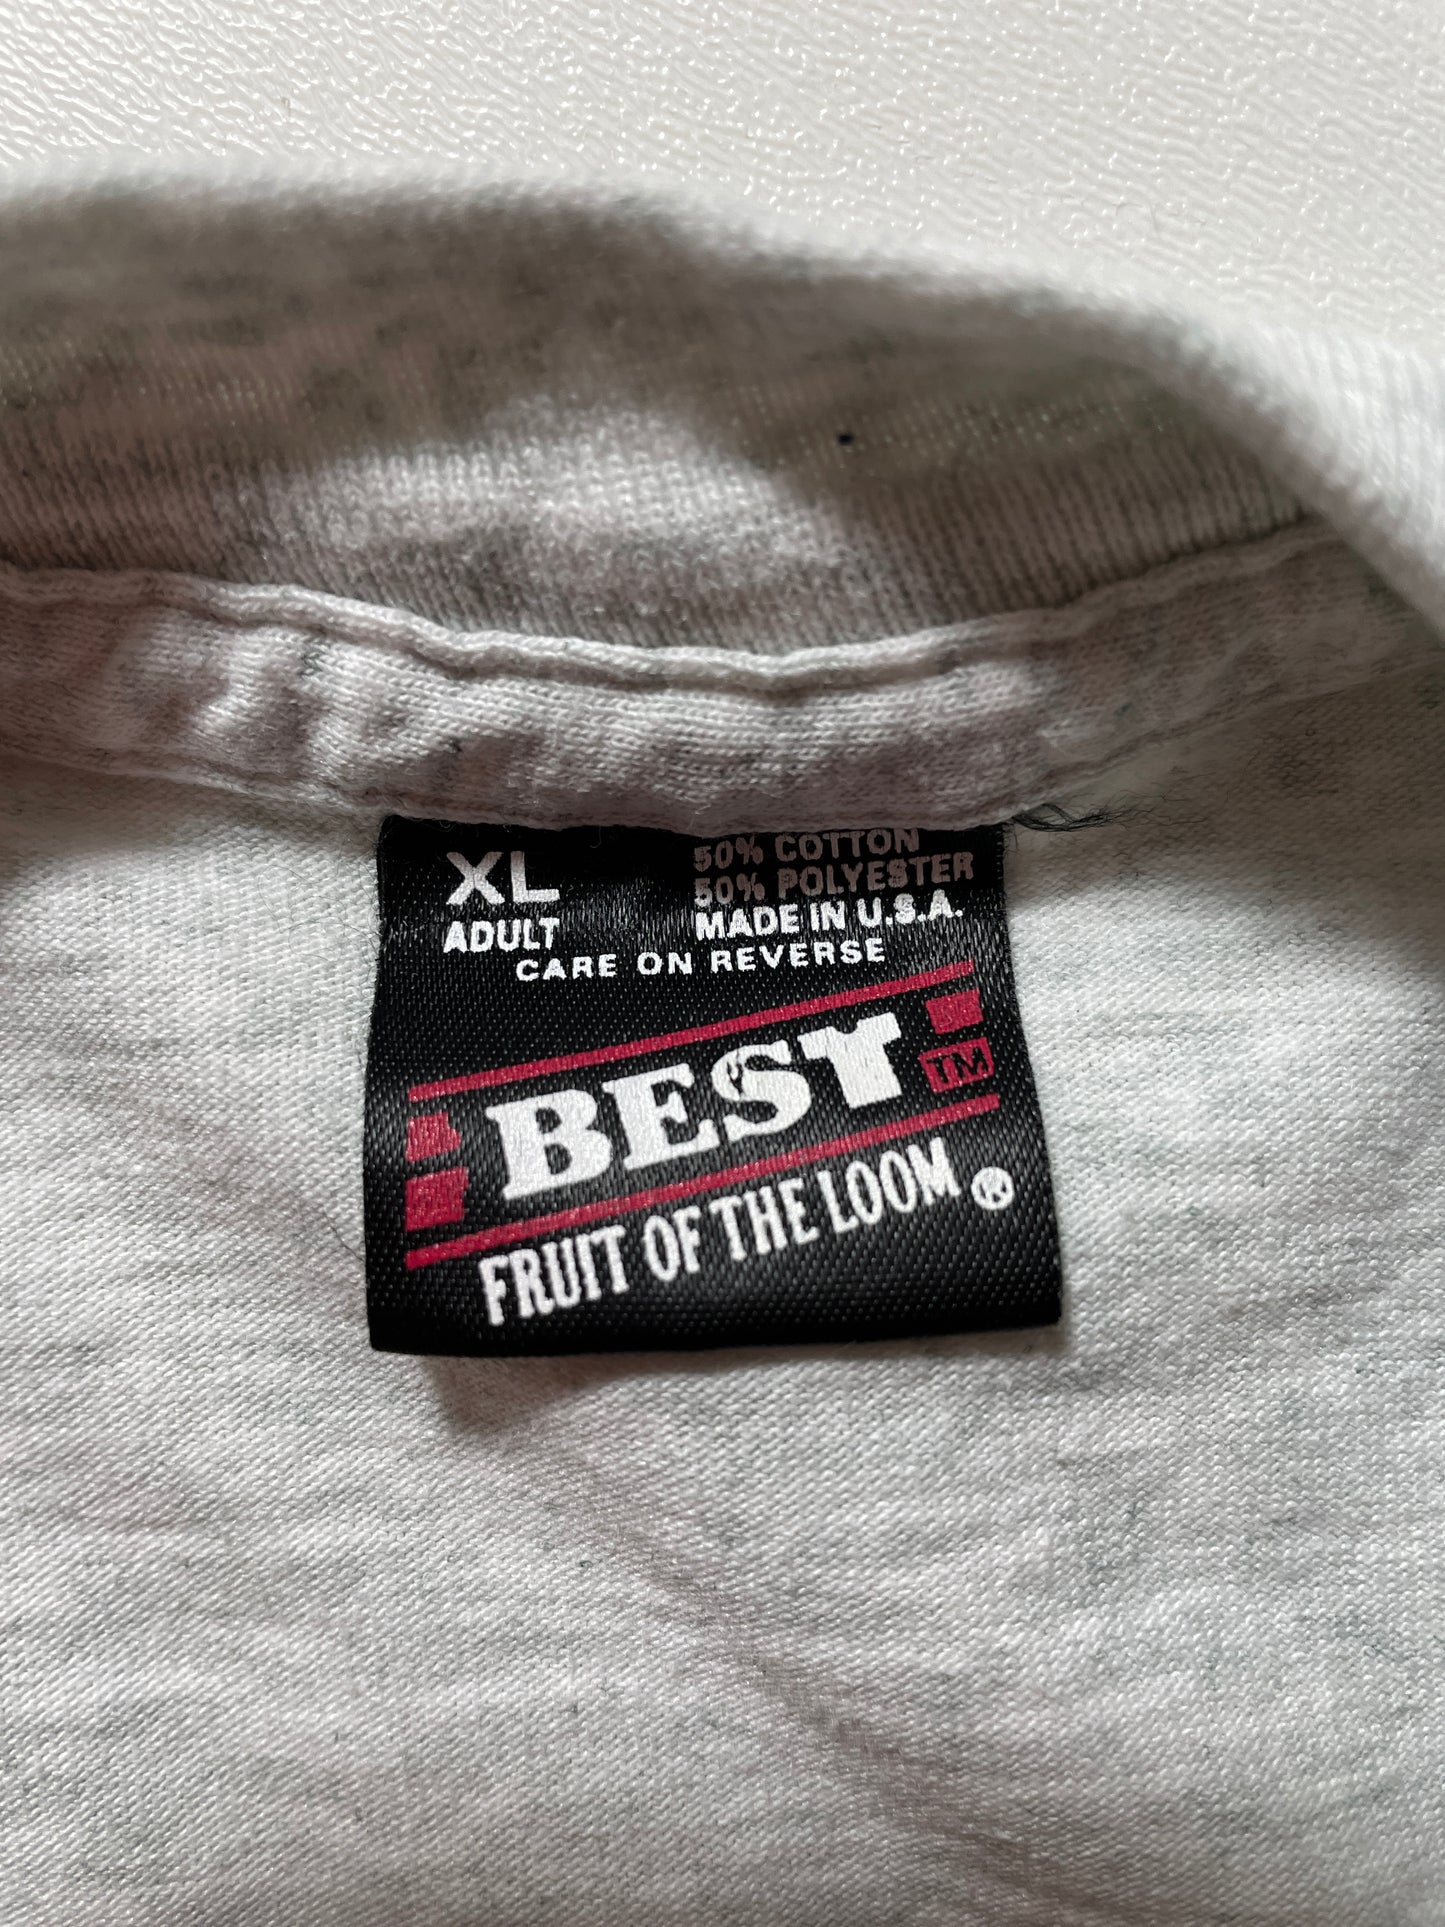 XL
ADULT
50% COTTON
50% POLYESTER
MADE IN U.S.A.
CARE ON REVERSE
BEST TM
FRUIT OF THE LOOM ®